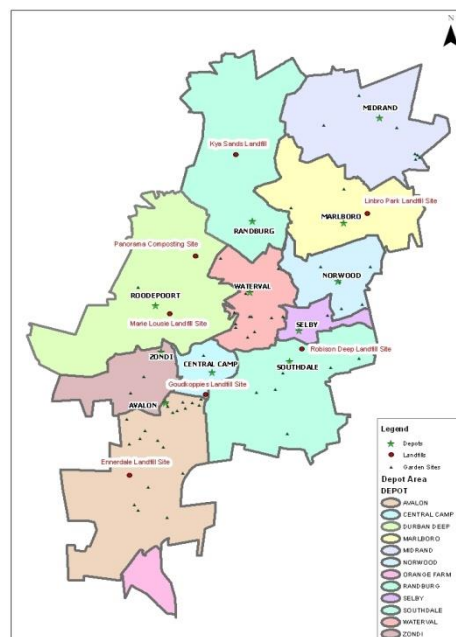 N
MIDRAND
Kya Sands Landfill
Linbro Park Landfill Site
MARLBORO
RANDBURG
Panorama Composting Site
NORWOOD
WATERVAL
ROODEPOORT
Marie Louise Landfill Site
SELBY
Robison Deep Landfill Site
ZONDI
CENTRAL CAMP
SOUTHDALE
Goudkoppies Landfill Site
AVALON
Ennerdale Landfill Site
Legend
Depots
Landfills
Garden Sites
Depot Area
DEPOT
AVALON
CENTRAL CAMP
DURBAN DEEP
MARLBORO
MIDRAND
NORWOOD
ORANGE FARM
RANDBURG
SELBY
SOUTHDALE
WATERVAL
ZONDI